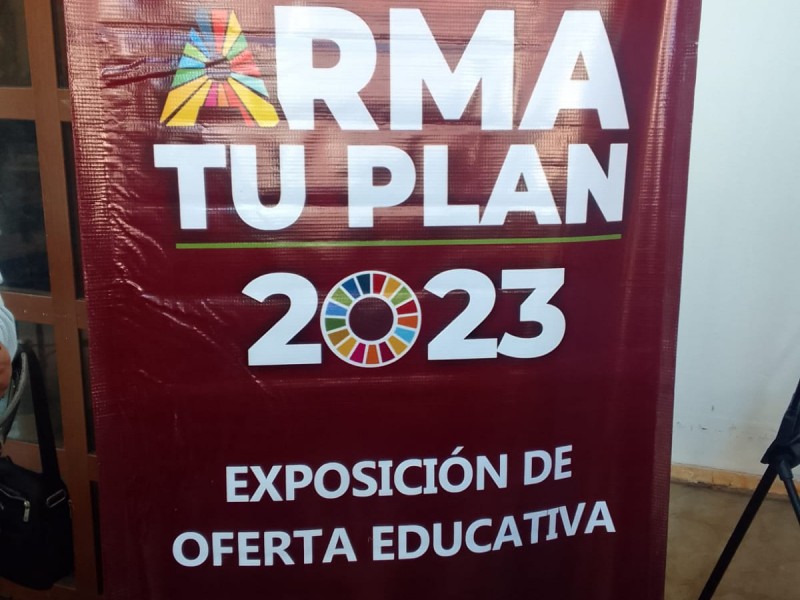 ARMA
TU PLAN
2023
EXPOSICIÓN DE
OFERTA EDUCATIVA